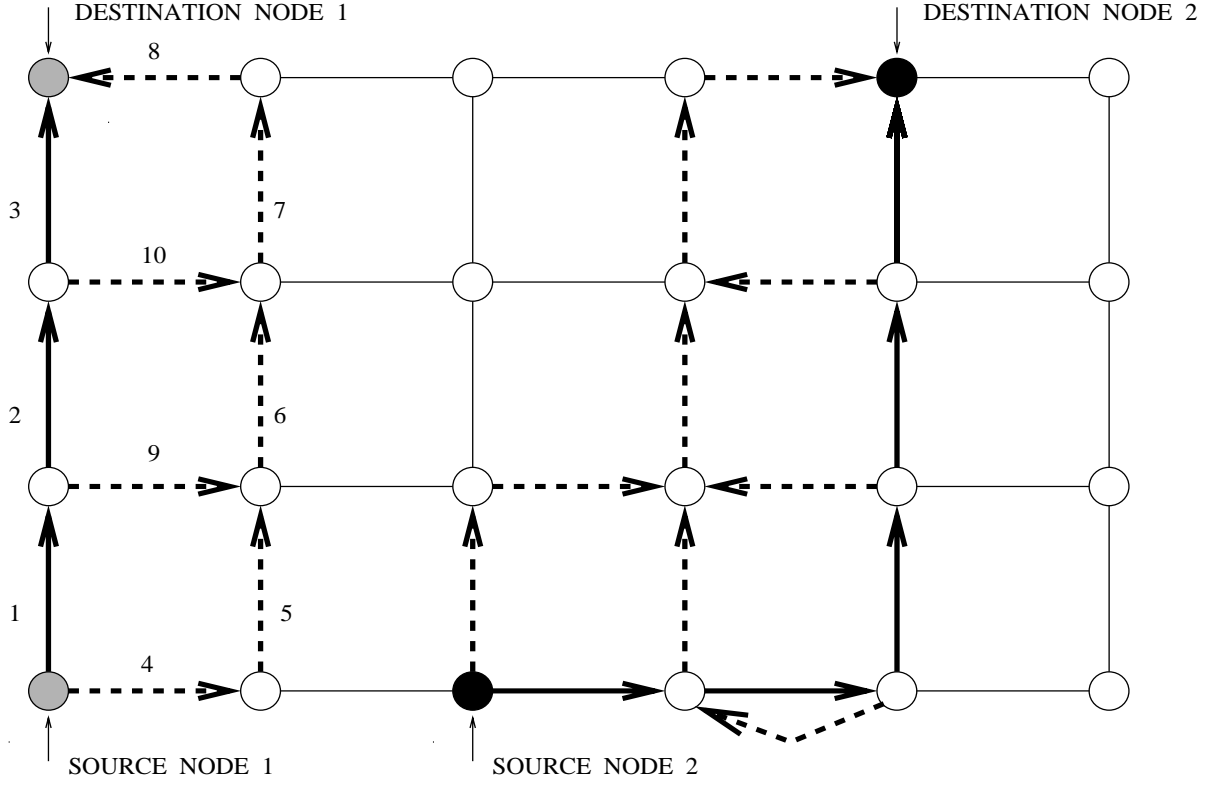 DESTINATION NODE 1
DESTINATION NODE 2
8
3
7
10
2
6
9
1
5
4
SOURCE NODE 1
SOURCE NODE 2